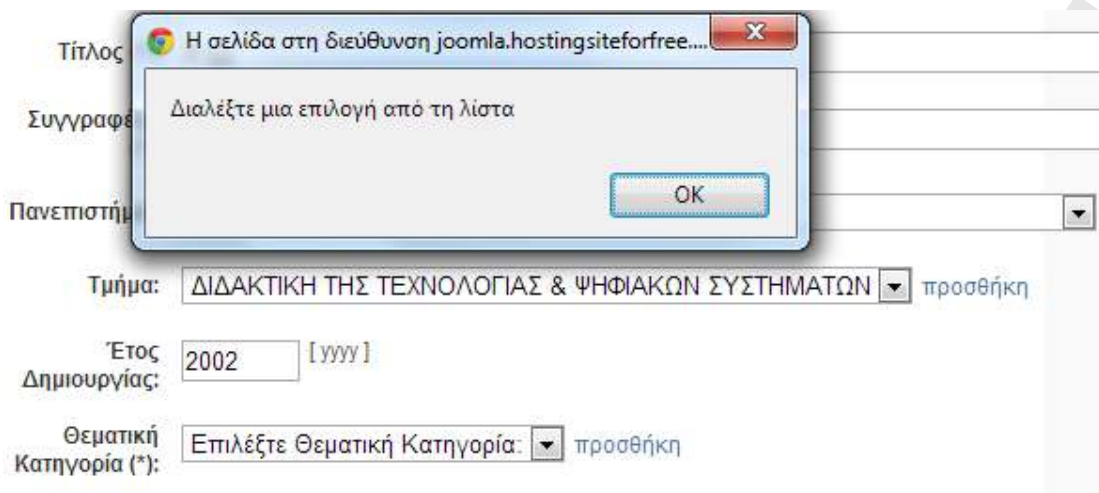 Η σελίδα στη διεύθυνση joomla.hostingsiteforfree....
Τίτλος
Διαλέξτε μια επιλογή από τη λίστα
Συγγραφέ
OK
Πανεπιστήμ
Τμήμα: ΔΙΔΑΚΤΙΚΗ ΤΗΣ ΤΕΧΝΟΛΟΓΙΑΣ & ΨΗΦΙΑΚΩΝ ΣΥΣΤΗΜΑΤΩΝ προσθήκη
Έτος
Δημιουργίας: 2002 [ yyyy ]
Θεματική
Κατηγορία (*): Επιλέξτε Θεματική Κατηγορία: προσθήκη